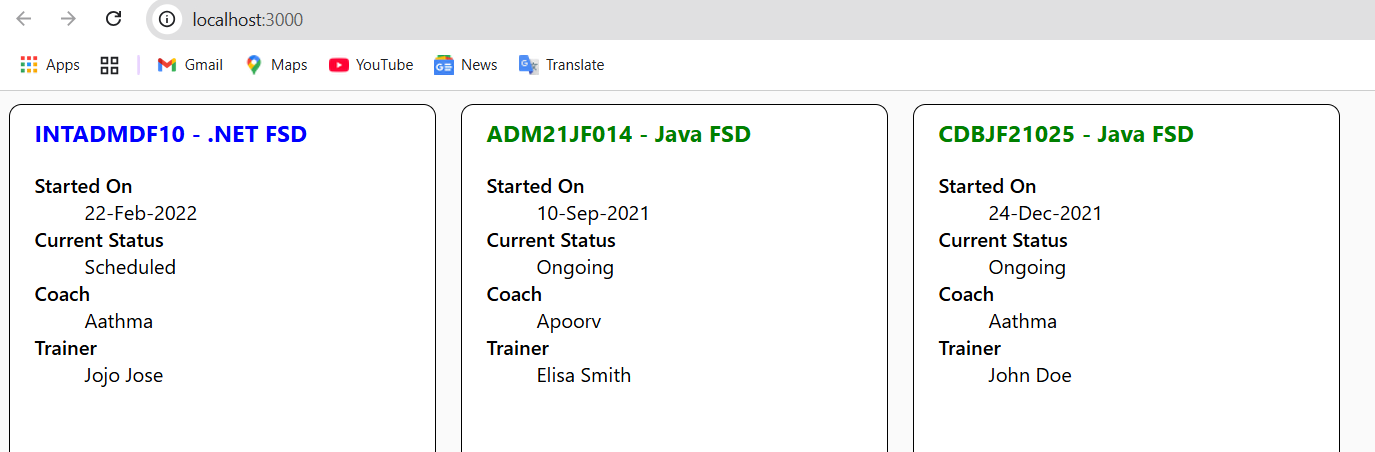 localhost:3000
Apps Gmail Maps YouTube News Translate
INTADMDF10 - .NET FSD
Started On
22-Feb-2022
Current Status
Scheduled
Coach
Aathma
Trainer
Jojo Jose
ADM21JF014 - Java FSD
Started On
10-Sep-2021
Current Status
Ongoing
Coach
Apoorv
Trainer
Elisa Smith
CDBJF21025 - Java FSD
Started On
24-Dec-2021
Current Status
Ongoing
Coach
Aathma
Trainer
John Doe